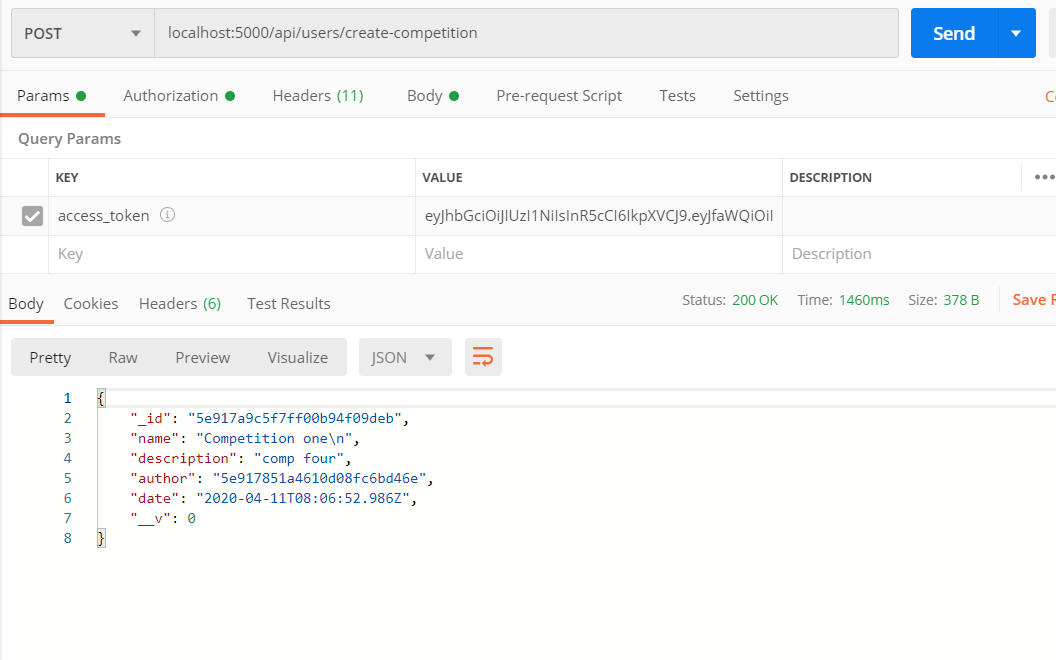 POST localhost:5000/api/users/create-competition Send
Params Authorization Headers (11) Body Pre-request Script Tests Settings
Query Params
KEY VALUE DESCRIPTION
access_token eyJhbGciOiJIUzI1NiIsInR5cCI6IkpXVCJ9.eyJfaWQiOiI
Key Value Description
Body Cookies Headers (6) Test Results Status: 200 OK Time: 1460ms Size: 378 B Save
Pretty Raw Preview Visualize JSON
1 {
2 "_id": "5e917a9c5f7ff00b94f09deb",
3 "name": "Competition one\n",
4 "description": "comp four",
5 "author": "5e917851a4610d08fc6bd46e",
6 "date": "2020-04-11T08:06:52.986Z",
7 "__v": 0
8 }